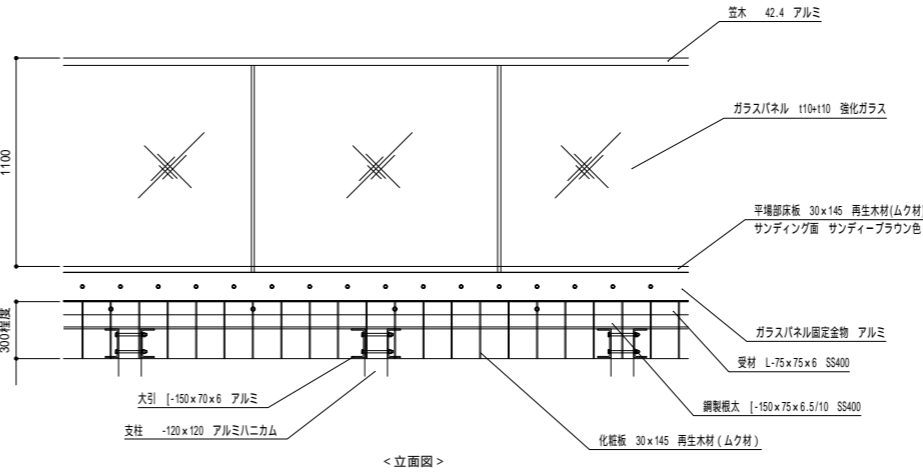 笠木 42.4 アルミ
ガラスパネル t10+t10 強化ガラス
1100
平場部床板 30×145 再生木材(ムク材)
サンディング面 サンディーブラウン色
300程度
ガラスパネル固定金物 アルミ
受材 L-75×75×6 SS400
大引 [-150×70×6 アルミ
鋼製根太 [-150×75×6.5/10 SS400
支柱 -120×120 アルミハニカム
化粧板 30×145 再生木材(ムク材)
<立面図>